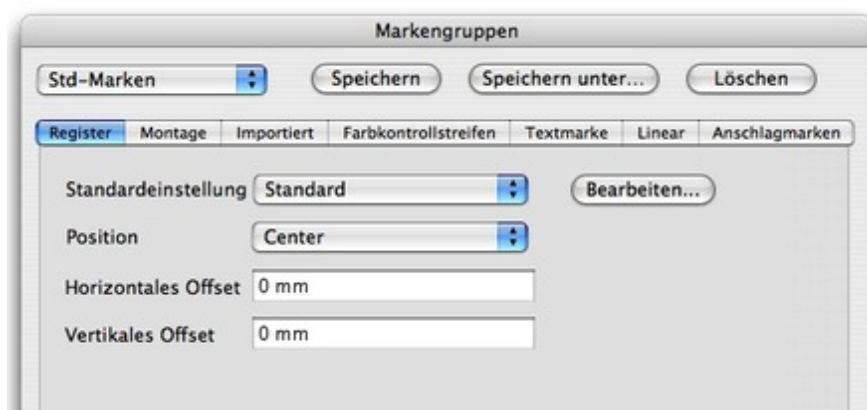 Markengruppen
Std-Marken Speichern Speichern unter... Löschen
Register Montage Importiert Farbkontrollstreifen Textmarke Linear Anschlagmarken
Standardeinstellung Standard Bearbeiten...
Position Center
Horizontales Offset 0 mm
Vertikales Offset 0 mm